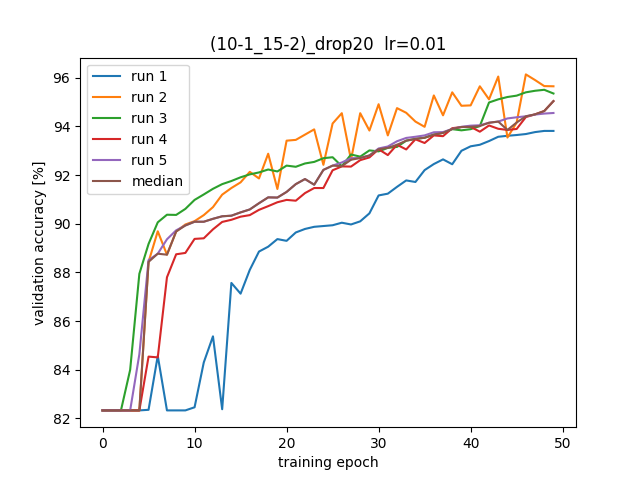 (10-1_15-2)_drop20  lr=0.01
run 1
run 2
run 3
run 4
run 5
median
validation accuracy [%]
96
94
92
90
88
86
84
82
0 10 20 30 40 50
training epoch